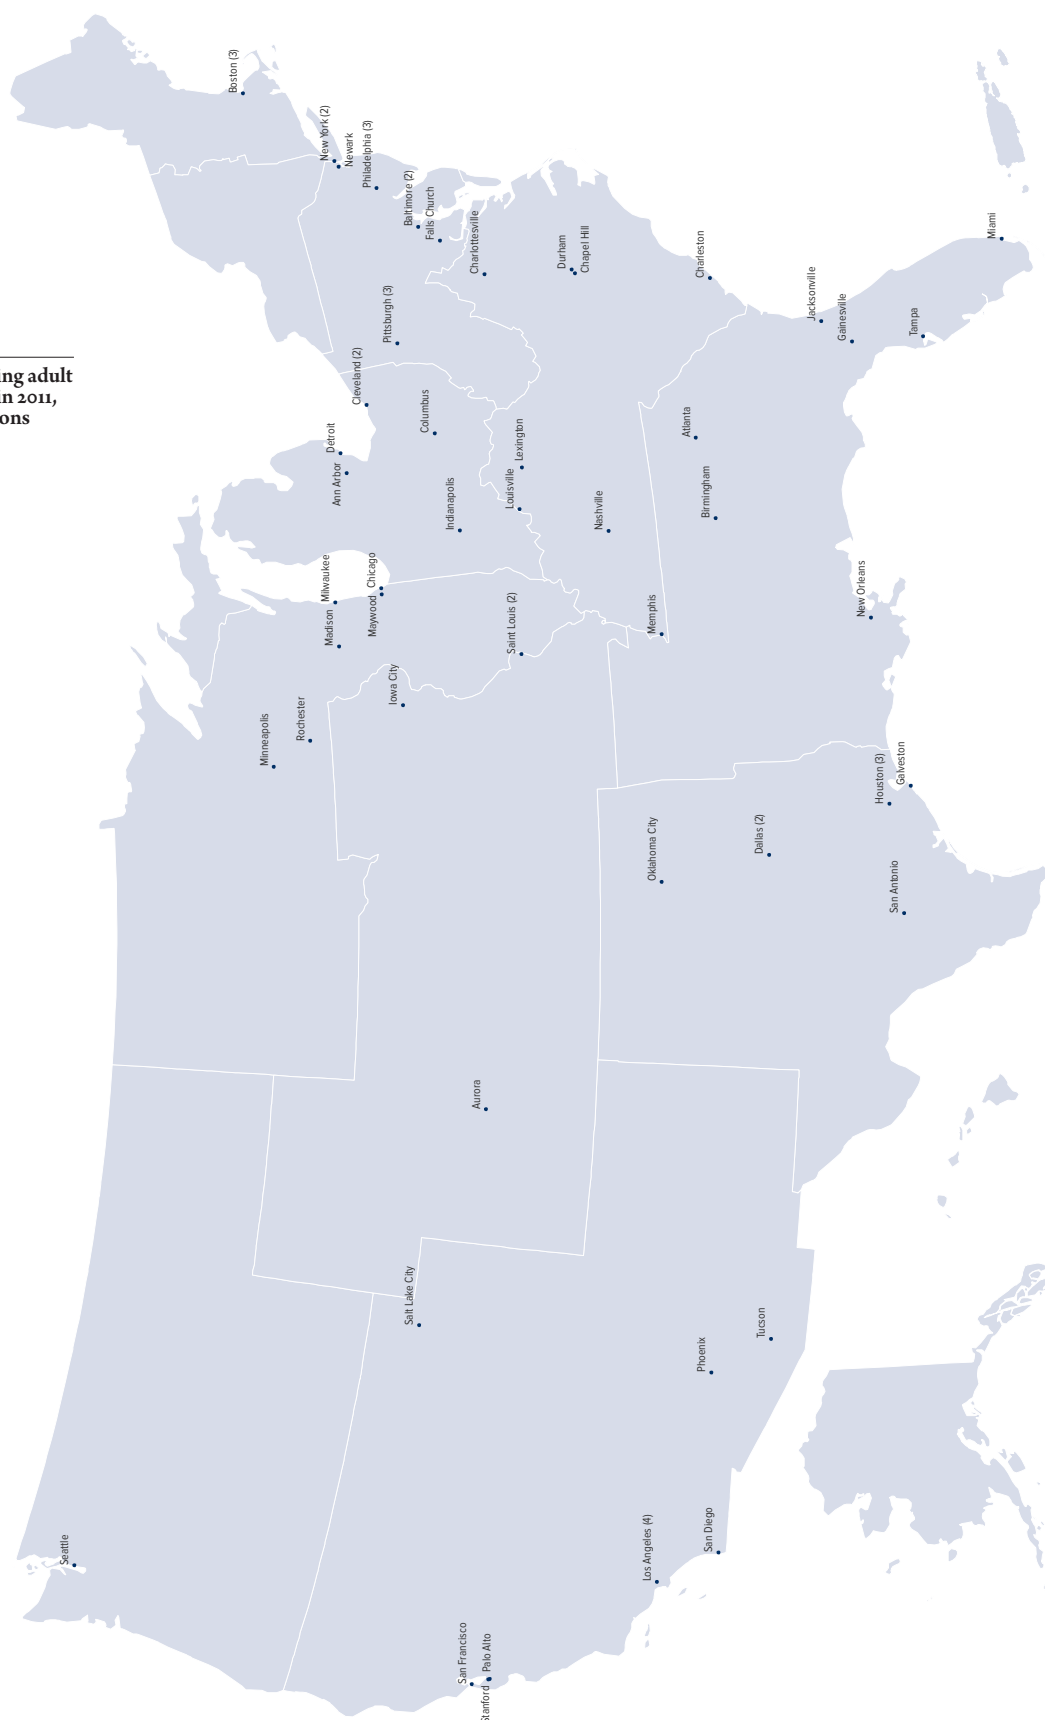 ing adult
in 2011,
ons
Boston (3)
New York (2)
Newark
Philadelphia (3)
Baltimore (2)
Falls Church
Charlottesville
Durham
Chapel Hill
Charleston
Jacksonville
Gainesville
Tampa
Miami
Pittsburgh (3)
Cleveland (2)
Columbus
Detroit
Ann Arbor
Indianapolis
Lexington
Louisville
Nashville
Atlanta
Birmingham
Milwaukee
Madison
Chicago
Maywood
Saint Louis (2)
Memphis
New Orleans
Iowa City
Rochester
Minneapolis
Oklahoma City
Dallas (2)
Houston (3)
Galveston
San Antonio
Aurora
Salt Lake City
Phoenix
Tucson
Seattle
Los Angeles (4)
San Diego
San Francisco
Palo Alto
Stanford